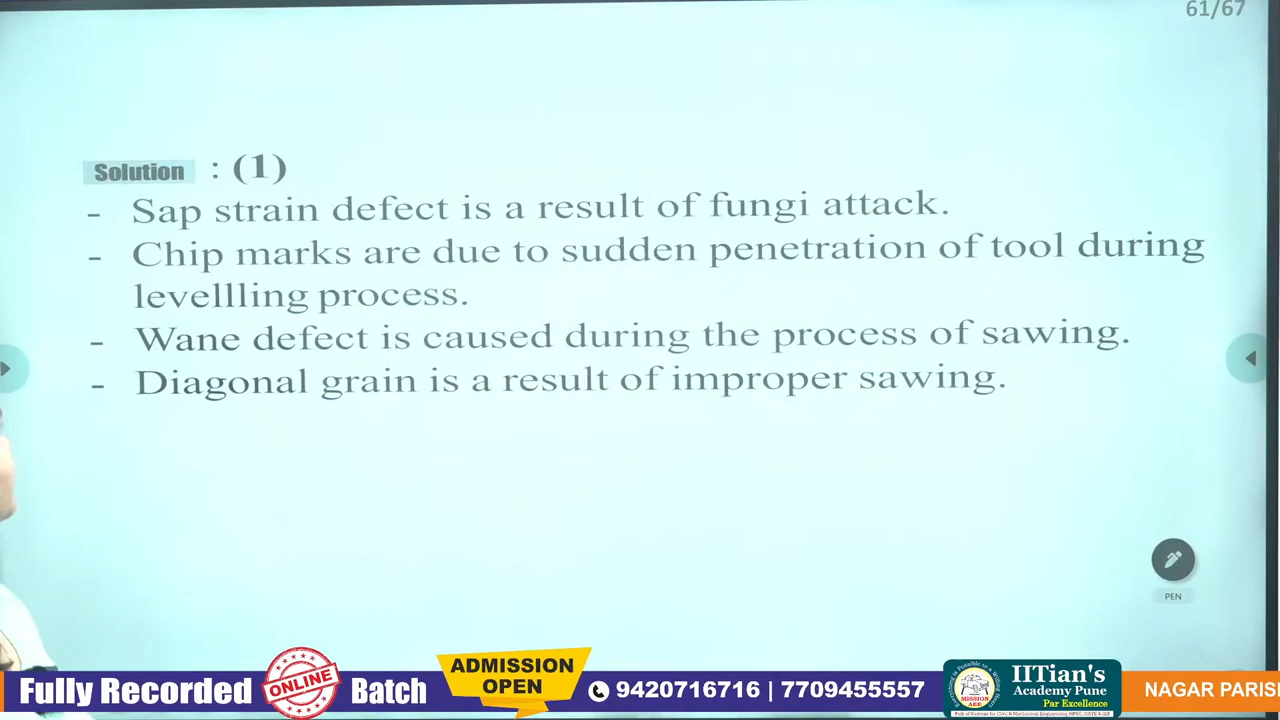 61/67
Solution : (1)
- Sap strain defect is a result of fungi attack.
- Chip marks are due to sudden penetration of tool during
levellling process.
- Wane defect is caused during the process of sawing.
- Diagonal grain is a result of improper sawing.
PEN
Fully Recorded ONLINE Batch
ADMISSION
OPEN
9420716716 | 7709455557
MISSION
AEE
IITian's
Academy Pune
Par Excellence
NAGAR PARIS